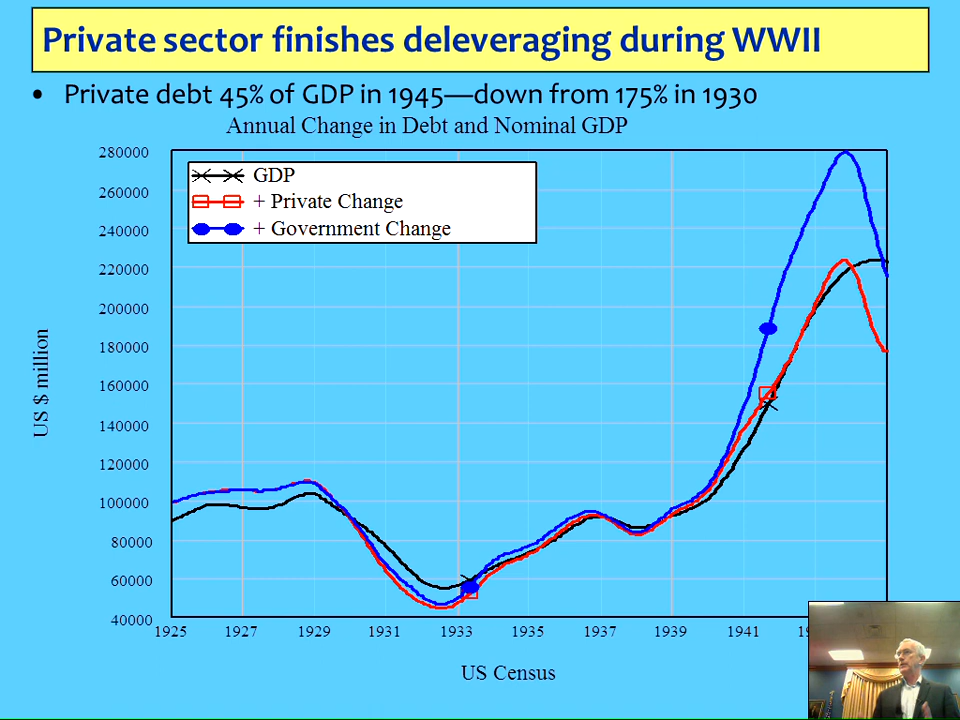 Private sector finishes deleveraging during WWII
• Private debt 45% of GDP in 1945—down from 175% in 1930
Annual Change in Debt and Nominal GDP
GDP
+ Private Change
+ Government Change
US $ million
280000
260000
240000
220000
200000
180000
160000
140000
120000
100000
80000
60000
40000
1925 1927 1929 1931 1933 1935 1937 1939 1941
US Census